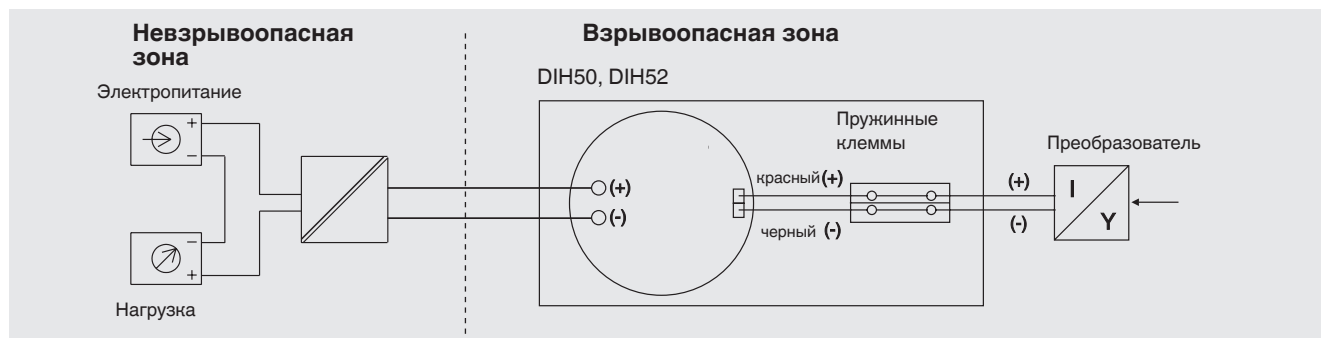 Невзрывоопасная
зона
Взрывоопасная зона
DIH50, DIH52
Электропитание
+
−
−
+
Нагрузка
(+)
(-)
Пружинные
клеммы
красный(+)
черный (-)
Преобразователь
(+)
(-)
I
Y